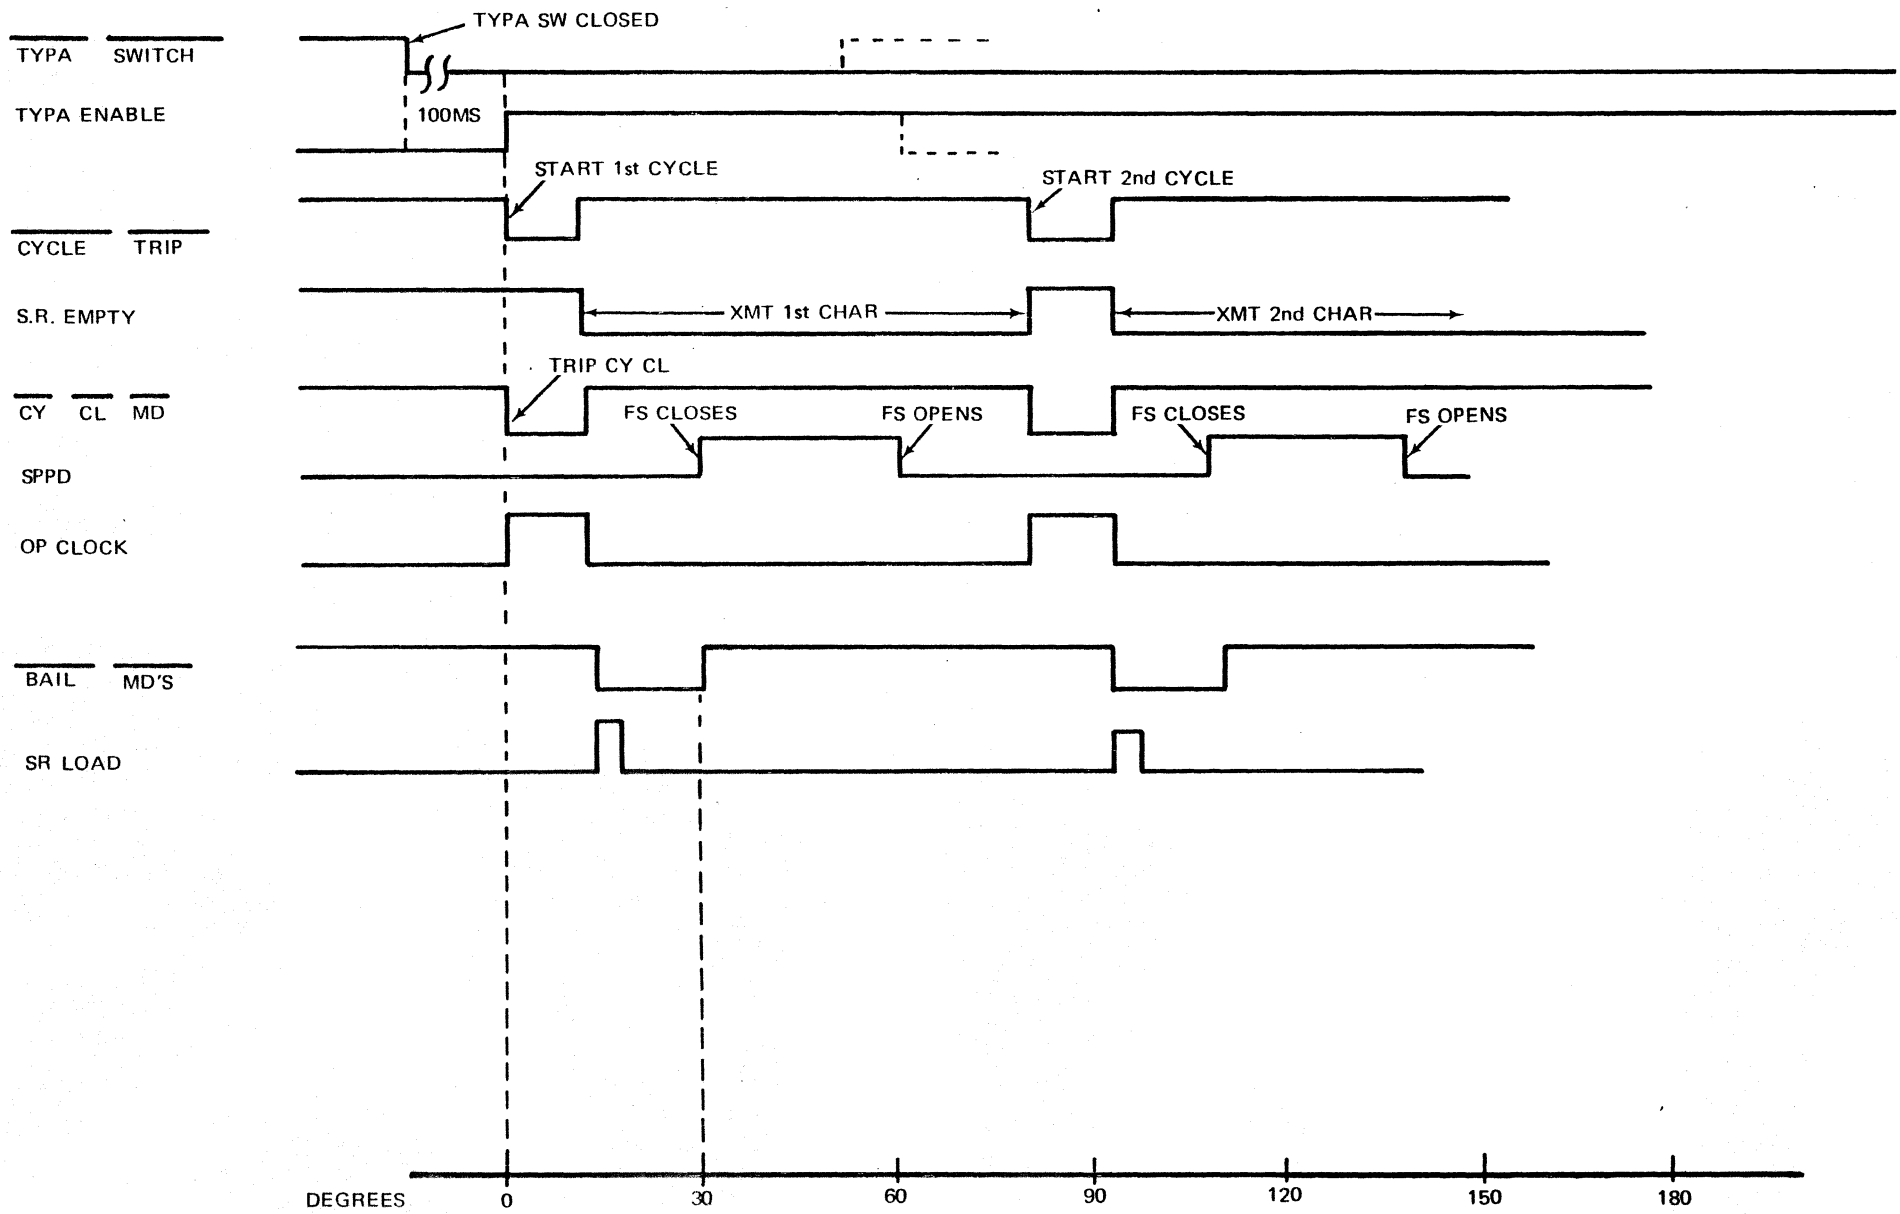 TYPA SW CLOSED
TYPA SWITCH
TYPA ENABLE
100MS
START 1st CYCLE
START 2nd CYCLE
CYCLE TRIP
S.R. EMPTY
XMT 1st CHAR
XMT 2nd CHAR
TRIP CY CL
CY CL MD
FS CLOSES
FS OPENS
FS CLOSES
FS OPENS
SPPD
OP CLOCK
BAIL MD'S
SR LOAD
DEGREES 0 30 60 90 120 150 180